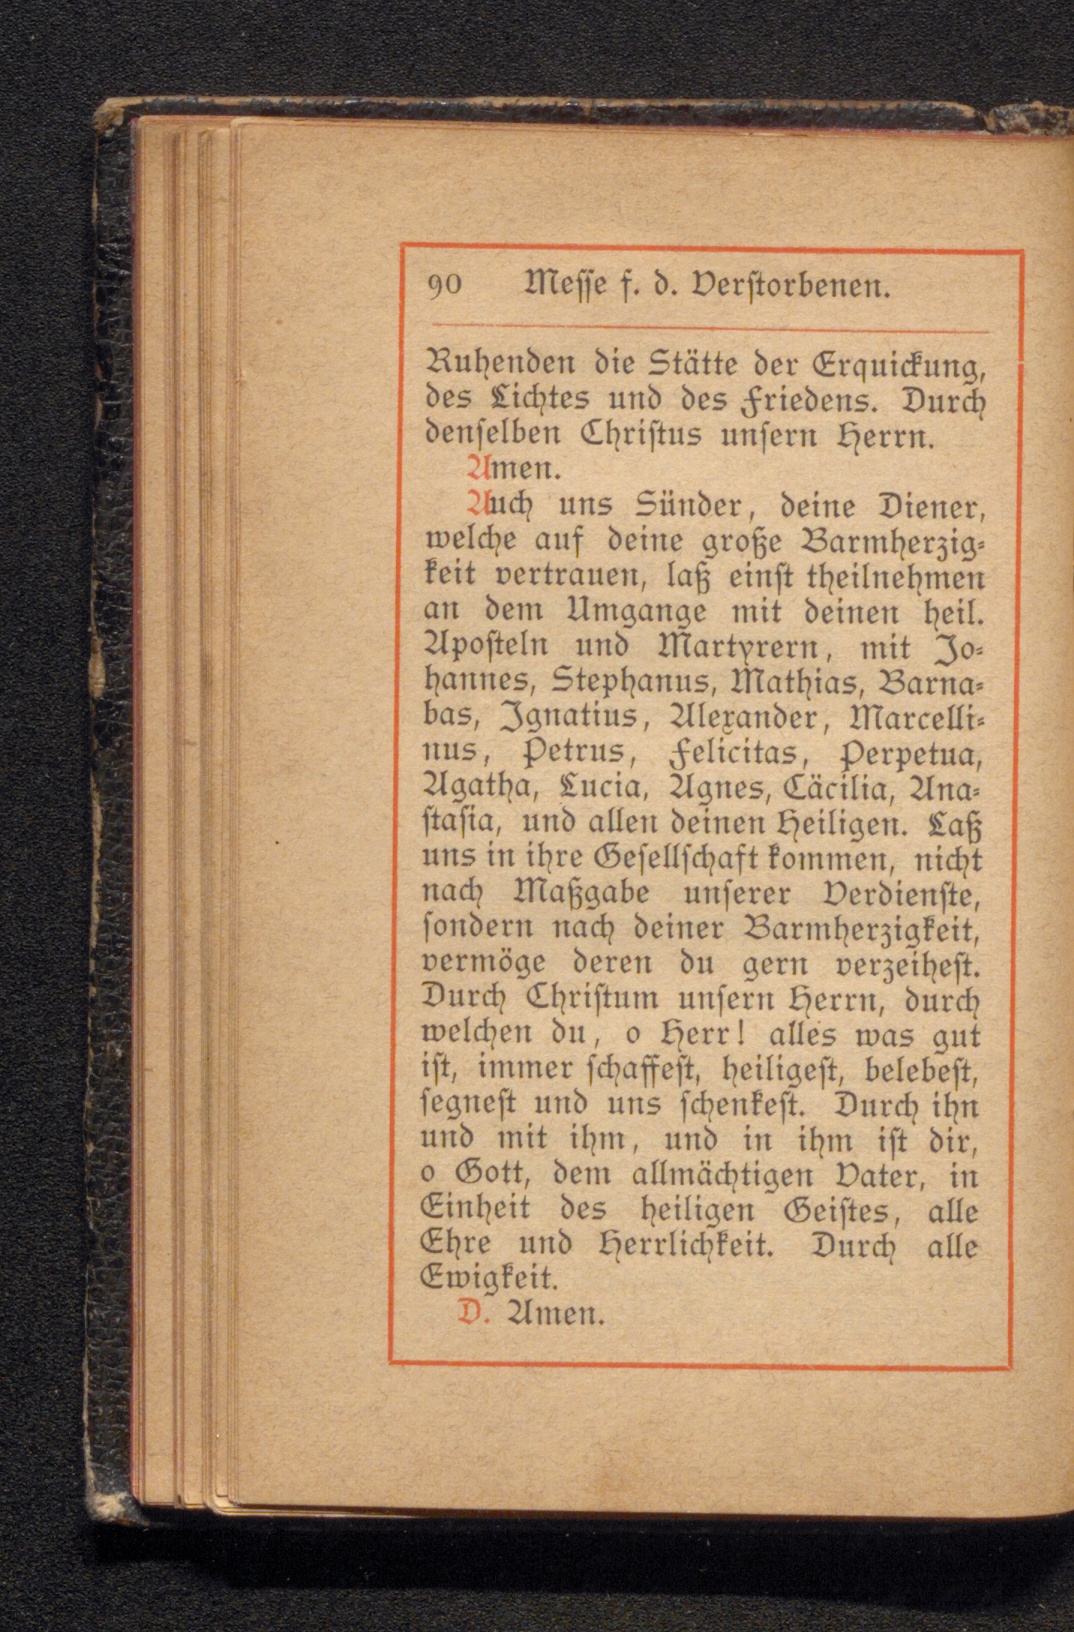 90 Messe f. d. Verstorbenen.
Ruhenden die Stätte der Erquickung,
des Lichtes und des Friedens. Durch
denselben Christus unsern Herrn.
Amen.
Auch uns Sünder, deine Diener,
welche auf deine große Barmherzig-
keit vertrauen, laß einst theilnehmen
an dem Umgange mit deinen heil.
Aposteln und Martyrern, mit Jo-
hannes, Stephanus, Mathias, Barna-
bas, Ignatius, Alexander, Marcelli-
nus, Petrus, Felicitas, Perpetua,
Agatha, Lucia, Agnes, Cäcilia, Ana-
stasia, und allen deinen Heiligen. Laß
uns in ihre Gesellschaft kommen, nicht
nach Maßgabe unserer Verdienste,
sondern nach deiner Barmherzigkeit,
vermöge deren du gern verzeihest.
Durch Christum unsern Herrn, durch
welchen du, o Herr! alles was gut
ist, immer schaffest, heiligest, belebest,
segnest und uns schenkest. Durch ihn
und mit ihm, und in ihm ist dir,
o Gott, dem allmächtigen Vater, in
Einheit des heiligen Geistes, alle
Ehre und Herrlichkeit. Durch alle
Ewigkeit.
D. Amen.